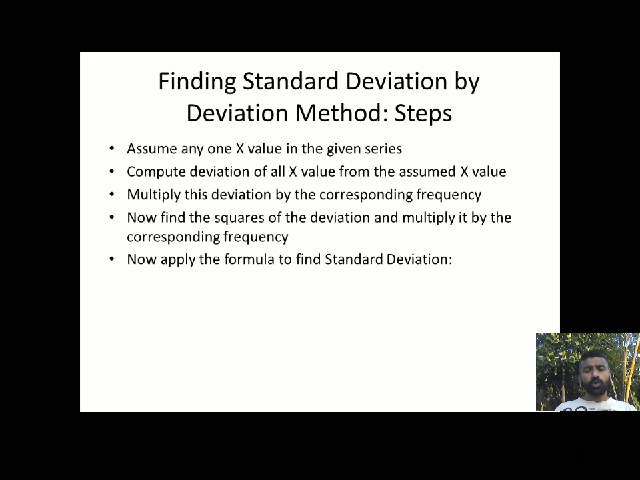 Finding Standard Deviation by
Deviation Method: Steps
• Assume any one X value in the given series
• Compute deviation of all X value from the assumed X value
• Multiply this deviation by the corresponding frequency
• Now find the squares of the deviation and multiply it by the
corresponding frequency
• Now apply the formula to find Standard Deviation: